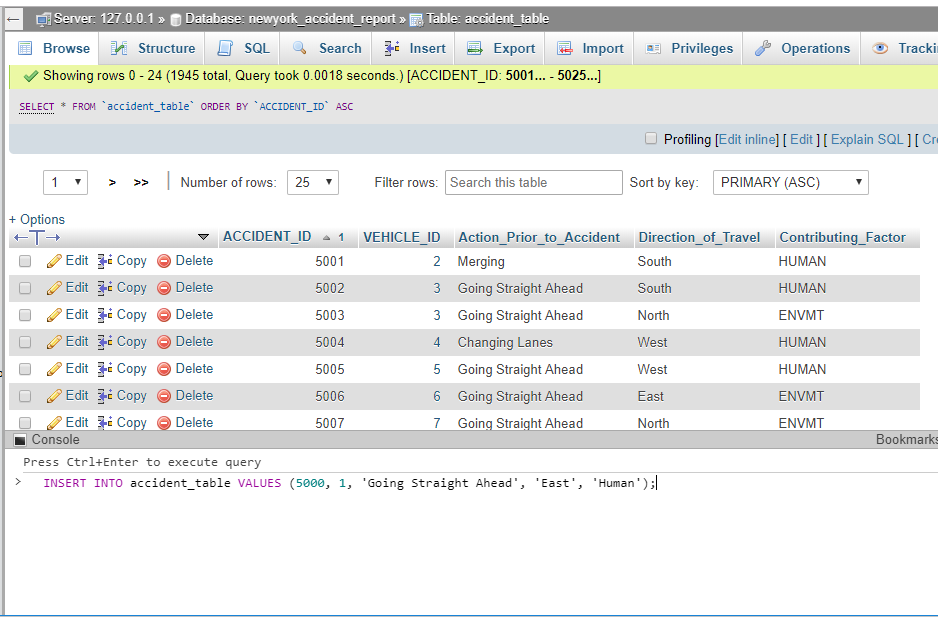 Server: 127.0.0.1 » Database: newyork_accident_report » Table: accident_table
Browse Structure SQL Search Insert Export Import Privileges Operations Tracki
Showing rows 0 - 24 (1945 total, Query took 0.0018 seconds.) [ACCIDENT_ID: 5001... - 5025...]
SELECT * FROM `accident_table` ORDER BY `ACCIDENT_ID` ASC
Profiling [Edit inline] [ Edit ] [ Explain SQL ] [ Cr
1 > >> | Number of rows: 25 Filter rows: Search this table Sort by key: PRIMARY (ASC)
+ Options
←T→ ACCIDENT_ID 1 VEHICLE_ID Action_Prior_to_Accident Direction_of_Travel Contributing_Factor
Edit Copy Delete 5001 2 Merging South HUMAN
Edit Copy Delete 5002 3 Going Straight Ahead South HUMAN
Edit Copy Delete 5003 3 Going Straight Ahead North ENVMT
Edit Copy Delete 5004 4 Changing Lanes West HUMAN
Edit Copy Delete 5005 5 Going Straight Ahead West HUMAN
Edit Copy Delete 5006 6 Going Straight Ahead East ENVMT
Edit Copy Delete 5007 7 Going Straight Ahead North ENVMT
Console Bookmarks
Press Ctrl+Enter to execute query
> INSERT INTO accident_table VALUES (5000, 1, 'Going Straight Ahead', 'East', 'Human');